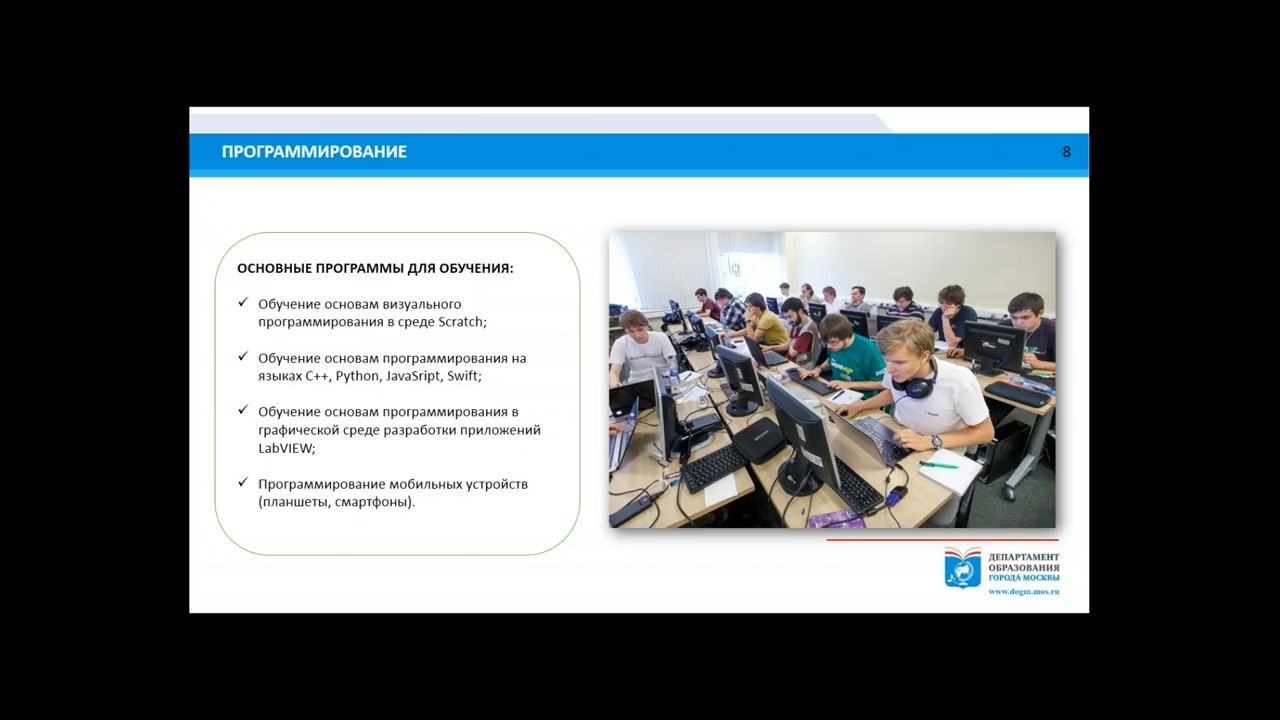 ПРОГРАММИРОВАНИЕ
8
ОСНОВНЫЕ ПРОГРАММЫ ДЛЯ ОБУЧЕНИЯ:
Обучение основам визуального
программирования в среде Scratch;
Обучение основам программирования на
языках C++, Python, JavaSript, Swift;
Обучение основам программирования в
графической среде разработки приложений
LabVIEW;
Программирование мобильных устройств
(планшеты, смартфоны).
ДЕПАРТАМЕНТ
ОБРАЗОВАНИЯ
ГОРОДА МОСКВЫ
www.dogm.mos.ru